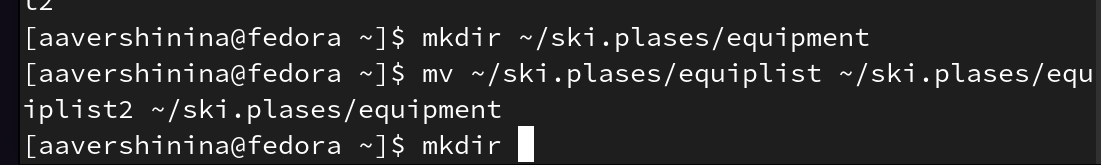 t2
[aavershinina@fedora ~]$ mkdir ~/ski.plases/equipment
[aavershinina@fedora ~]$ mv ~/ski.plases/equiplist ~/ski.plases/equ
iplist2 ~/ski.plases/equipment
[aavershinina@fedora ~]$ mkdir